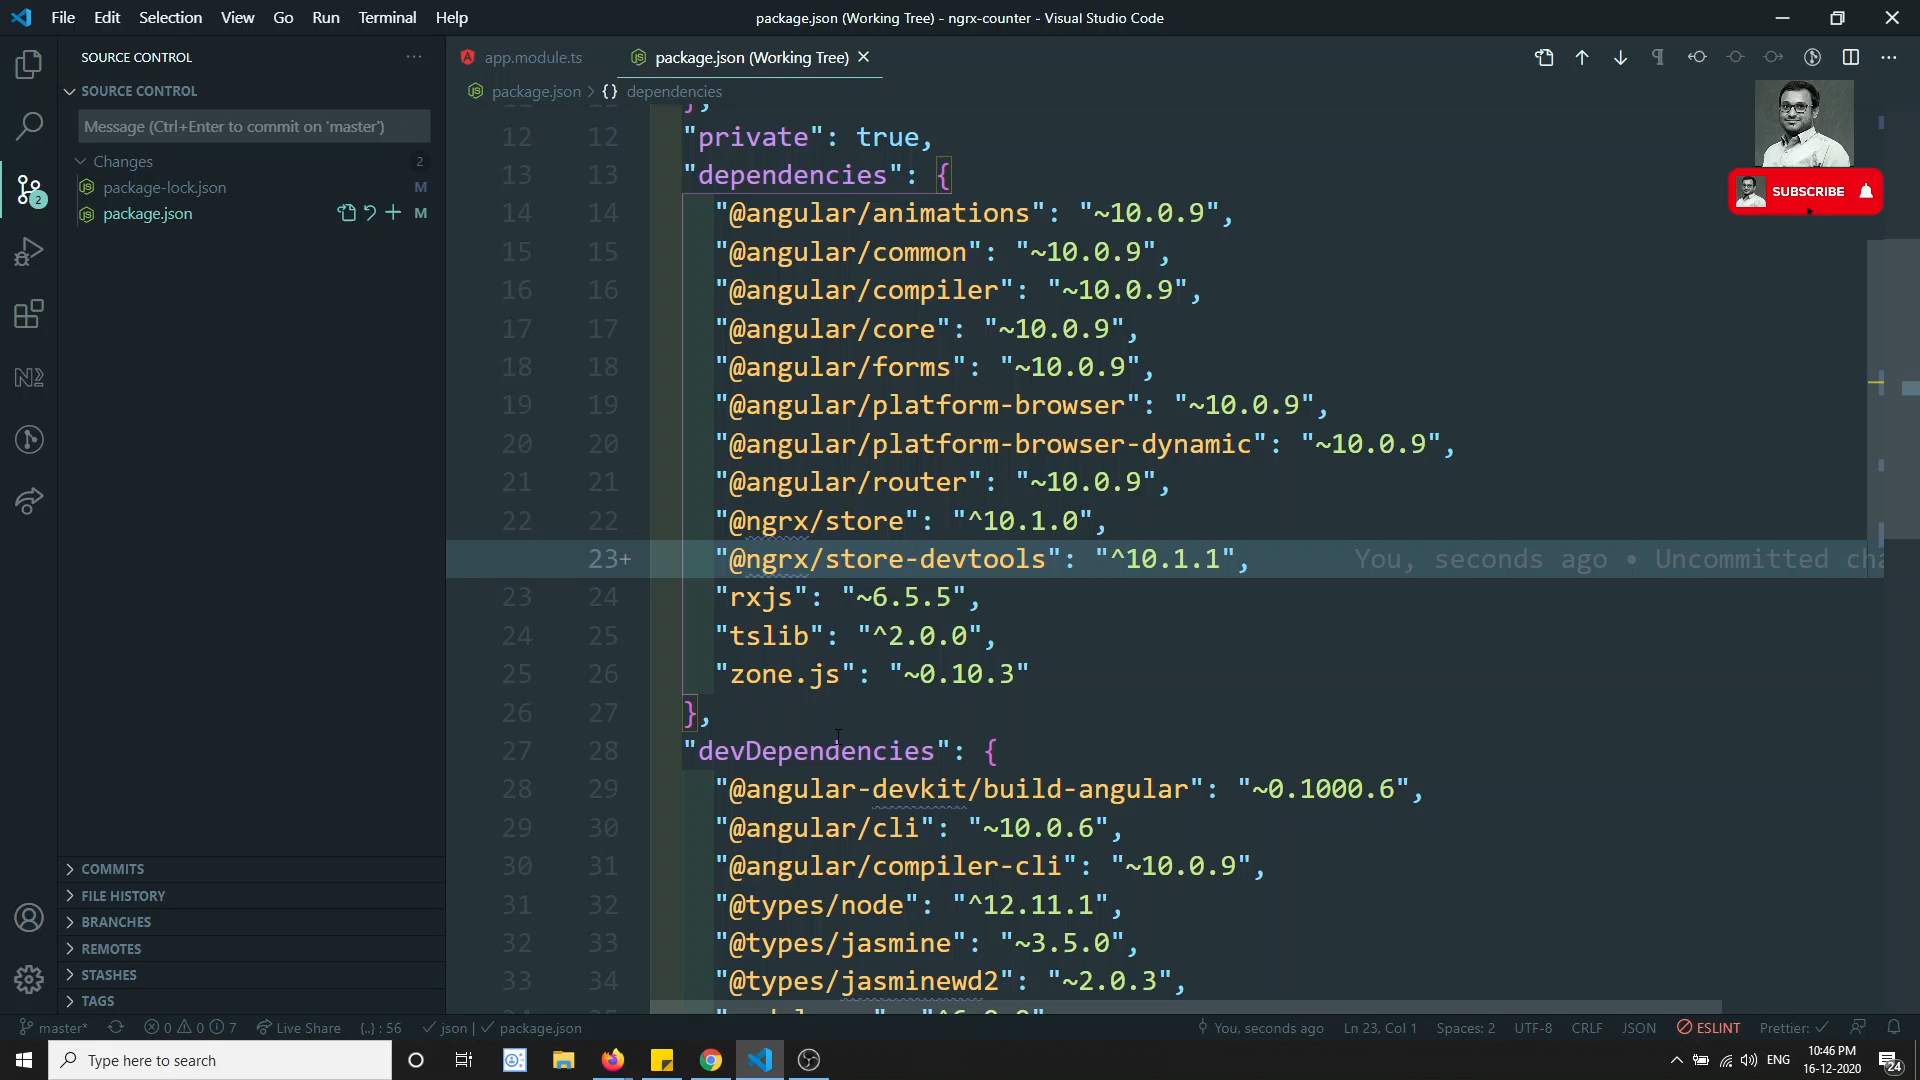 File Edit Selection View Go Run Terminal Help
package.json (Working Tree) - ngrx-counter - Visual Studio Code
SOURCE CONTROL
app.module.ts
package.json (Working Tree)
SOURCE CONTROL
package.json > {} dependencies
Message (Ctrl+Enter to commit on 'master')
Changes 2
package-lock.json M
package.json M
2
SUBSCRIBE
12 12 "private": true,
13 13 "dependencies": {
14 14 "@angular/animations": "~10.0.9",
15 15 "@angular/common": "~10.0.9",
16 16 "@angular/compiler": "~10.0.9",
17 17 "@angular/core": "~10.0.9",
18 18 "@angular/forms": "~10.0.9",
19 19 "@angular/platform-browser": "~10.0.9",
20 20 "@angular/platform-browser-dynamic": "~10.0.9",
21 21 "@angular/router": "~10.0.9",
22 22 "@ngrx/store": "^10.1.0",
23+ "@ngrx/store-devtools": "^10.1.1", You, seconds ago • Uncommitted cha
23 24 "rxjs": "~6.5.5",
24 25 "tslib": "^2.0.0",
25 26 "zone.js": "~0.10.3"
26 27 },
27 28 "devDependencies": {
28 29 "@angular-devkit/build-angular": "~0.1000.6",
29 30 "@angular/cli": "~10.0.6",
30 31 "@angular/compiler-cli": "~10.0.9",
31 32 "@types/node": "^12.11.1",
32 33 "@types/jasmine": "~3.5.0",
33 34 "@types/jasminewd2": "~2.0.3",
COMMITS
FILE HISTORY
BRANCHES
REMOTES
STASHES
TAGS
master* 0 0 7 Live Share {..} : 56 json package.json You, seconds ago Ln 23, Col 1 Spaces: 2 UTF-8 CRLF JSON ESLINT Prettier:
Type here to search
ENG
10:46 PM
16-12-2020
24